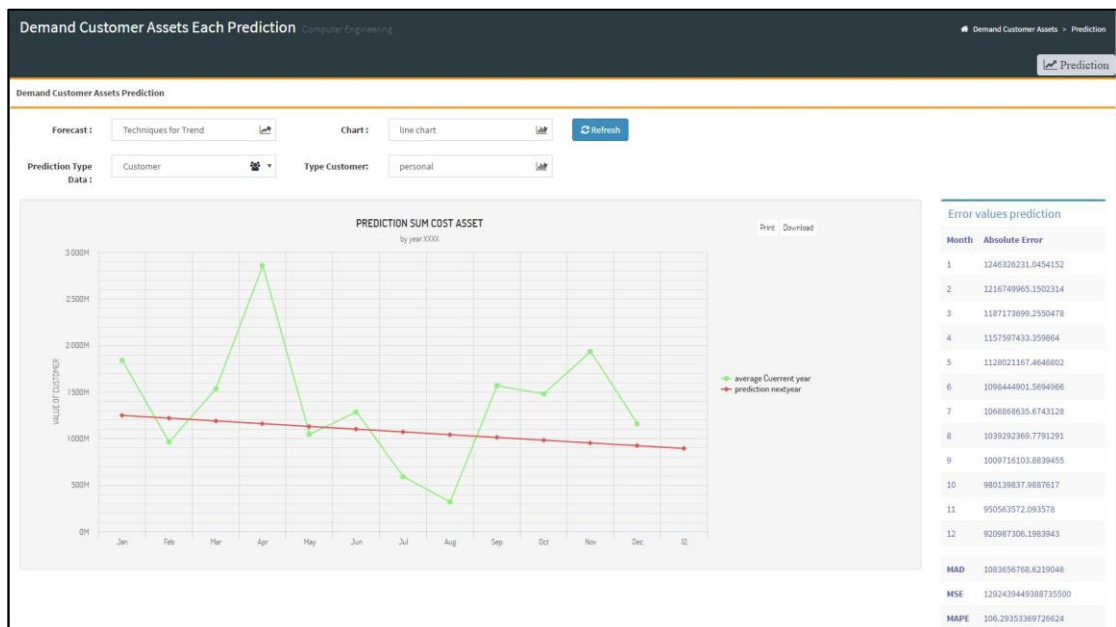 Demand Customer Assets Each Prediction Computer Engineering
Demand Customer Assets > Prediction
Prediction
Demand Customer Assets Prediction
Forecast : Techniques for Trend Chart : line chart Refresh
Prediction Type Data : Customer Type Customer: personal
PREDICTION SUM COST ASSET
by year XXXX
Print Download
VALUE OF CUSTOMER
3 000M
2 500M
2 000M
1 500M
1 000M
500M
0M
Jan Feb Mar Apr May Jun Jul Aug Sep Oct Nov Dec 12
average Cuerrent year
prediction nextyear
Error values prediction
Month Absolute Error
1 1246326231.0454152
2 1216749965.1502314
3 1187173699.2550478
4 1157597433.359864
5 1128021167.4646802
6 1098444901.5694966
7 1068868635.6743128
8 1039292369.7791291
9 1009716103.8839455
10 980139837.9887617
11 950563572.093578
12 920987306.1983943
MAD 1083656768.6219046
MSE 1292439449388735500
MAPE 106.29353369726624